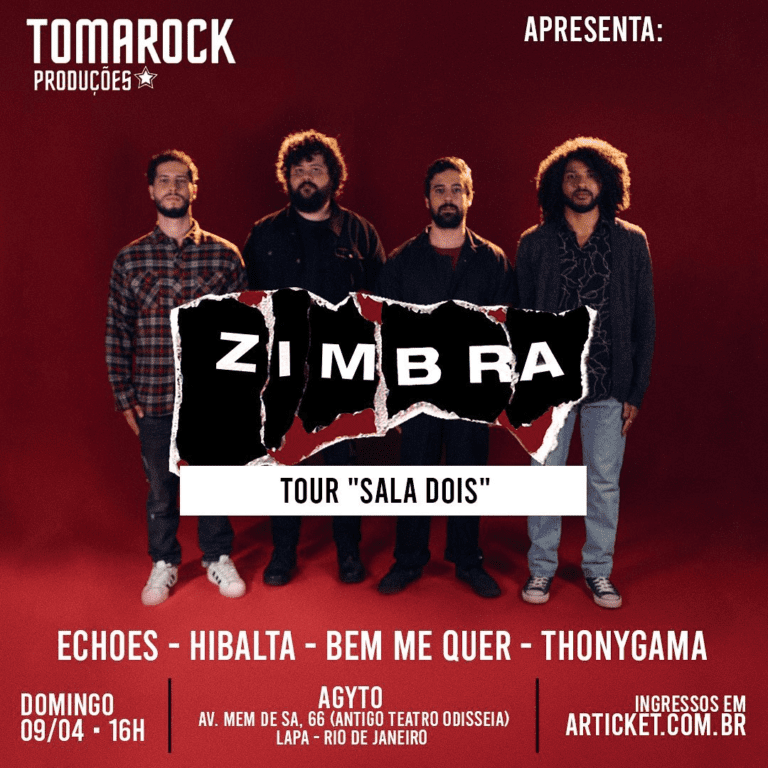 TOMAROCK
PRODUÇÕES
APRESENTA:
ZIMBRA
TOUR "SALA DOIS"
ECHOES - HIBALTA - BEM ME QUER - THONYGAMA
DOMINGO
09/04 • 16H
AGYTO
AV. MEM DE SA, 66 (ANTIGO TEATRO ODISSEIA)
LAPA - RIO DE JANEIRO
INGRESSOS EM
ARTICKET.COM.BR